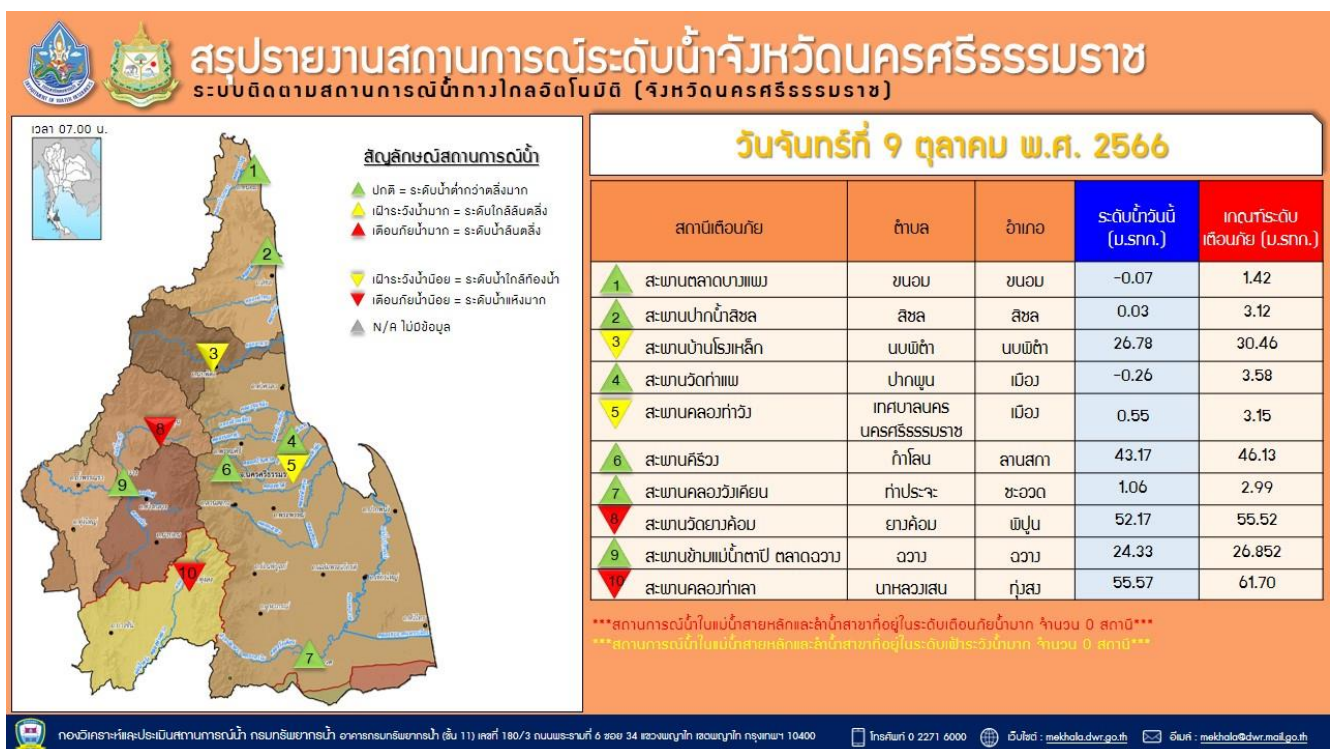 สรุปรายงานสถานการณ์ระดับน้ำจังหวัดนครศรีธรรมราช
ระบบติดตามสถานการณ์น้ำทางไกลอัตโนมัติ (จังหวัดนครศรีธรรมราช)
เวลา 07.00 น.
สัญลักษณ์สถานการณ์น้ำ
ปกติ = ระดับน้ำต่ำกว่าตลิ่งมาก
เฝ้าระวังน้ำมาก = ระดับใกล้ล้นตลิ่ง
เตือนภัยน้ำมาก = ระดับน้ำล้นตลิ่ง
เฝ้าระวังน้ำน้อย = ระดับน้ำใกล้ท้องน้ำ
เตือนภัยน้ำน้อย = ระดับน้ำแห้งมาก
N/A ไม่มีข้อมูล
1
2
3
8
4
6
5
9
10
7
วันจันทร์ที่ 9 ตุลาคม พ.ศ. 2566
สถานีเตือนภัย ตำบล อำเภอ ระดับน้ำวันนี้ (ม.รทก.) เกณฑ์ระดับเตือนภัย (ม.รทก.)
1 สะพานตลาดบางแพง ขนอม ขนอม -0.07 1.42
2 สะพานปากน้ำสิชล สิชล สิชล 0.03 3.12
3 สะพานบ้านโรงเหล็ก นบพิตำ นบพิตำ 26.78 30.46
4 สะพานวัดท่าแพ ปากพูน เมือง -0.26 3.58
5 สะพานคลองท่าวัง เทศบาลนครนครศรีธรรมราช เมือง 0.55 3.15
6 สะพานคีรีวง กำโลน ลานสกา 43.17 46.13
7 สะพานคลองวังเคียน ท่าประจะ ชะอวด 1.06 2.99
8 สะพานวัดยางค้อม ยางค้อม พิปูน 52.17 55.52
9 สะพานข้ามแม่น้ำตาปี ตลาดฉวาง ฉวาง ฉวาง 24.33 26.852
10 สะพานคลองท่าเลา นาหลวงเสน ทุ่งสง 55.57 61.70
***สถานการณ์น้ำในแม่น้ำสายหลักและลำน้ำสาขาที่อยู่ในระดับเตือนภัยน้ำมาก จำนวน 0 สถานี***
***สถานการณ์น้ำในแม่น้ำสายหลักและลำน้ำสาขาที่อยู่ในระดับเฝ้าระวังน้ำมาก จำนวน 0 สถานี***
กองวิเคราะห์และประเมินสถานการณ์น้ำ กรมทรัพยากรน้ำ อาคารกรมทรัพยากรน้ำ (ชั้น 11) เลขที่ 180/3 ถนนพระรามที่ 6 ซอย 34 แขวงพญาไท เขตพญาไท กรุงเทพฯ 10400 โทรศัพท์ 0 2271 6000 เว็บไซต์ : mekhala.dwr.go.th อีเมล์ : mekhala@dwr.mail.go.th